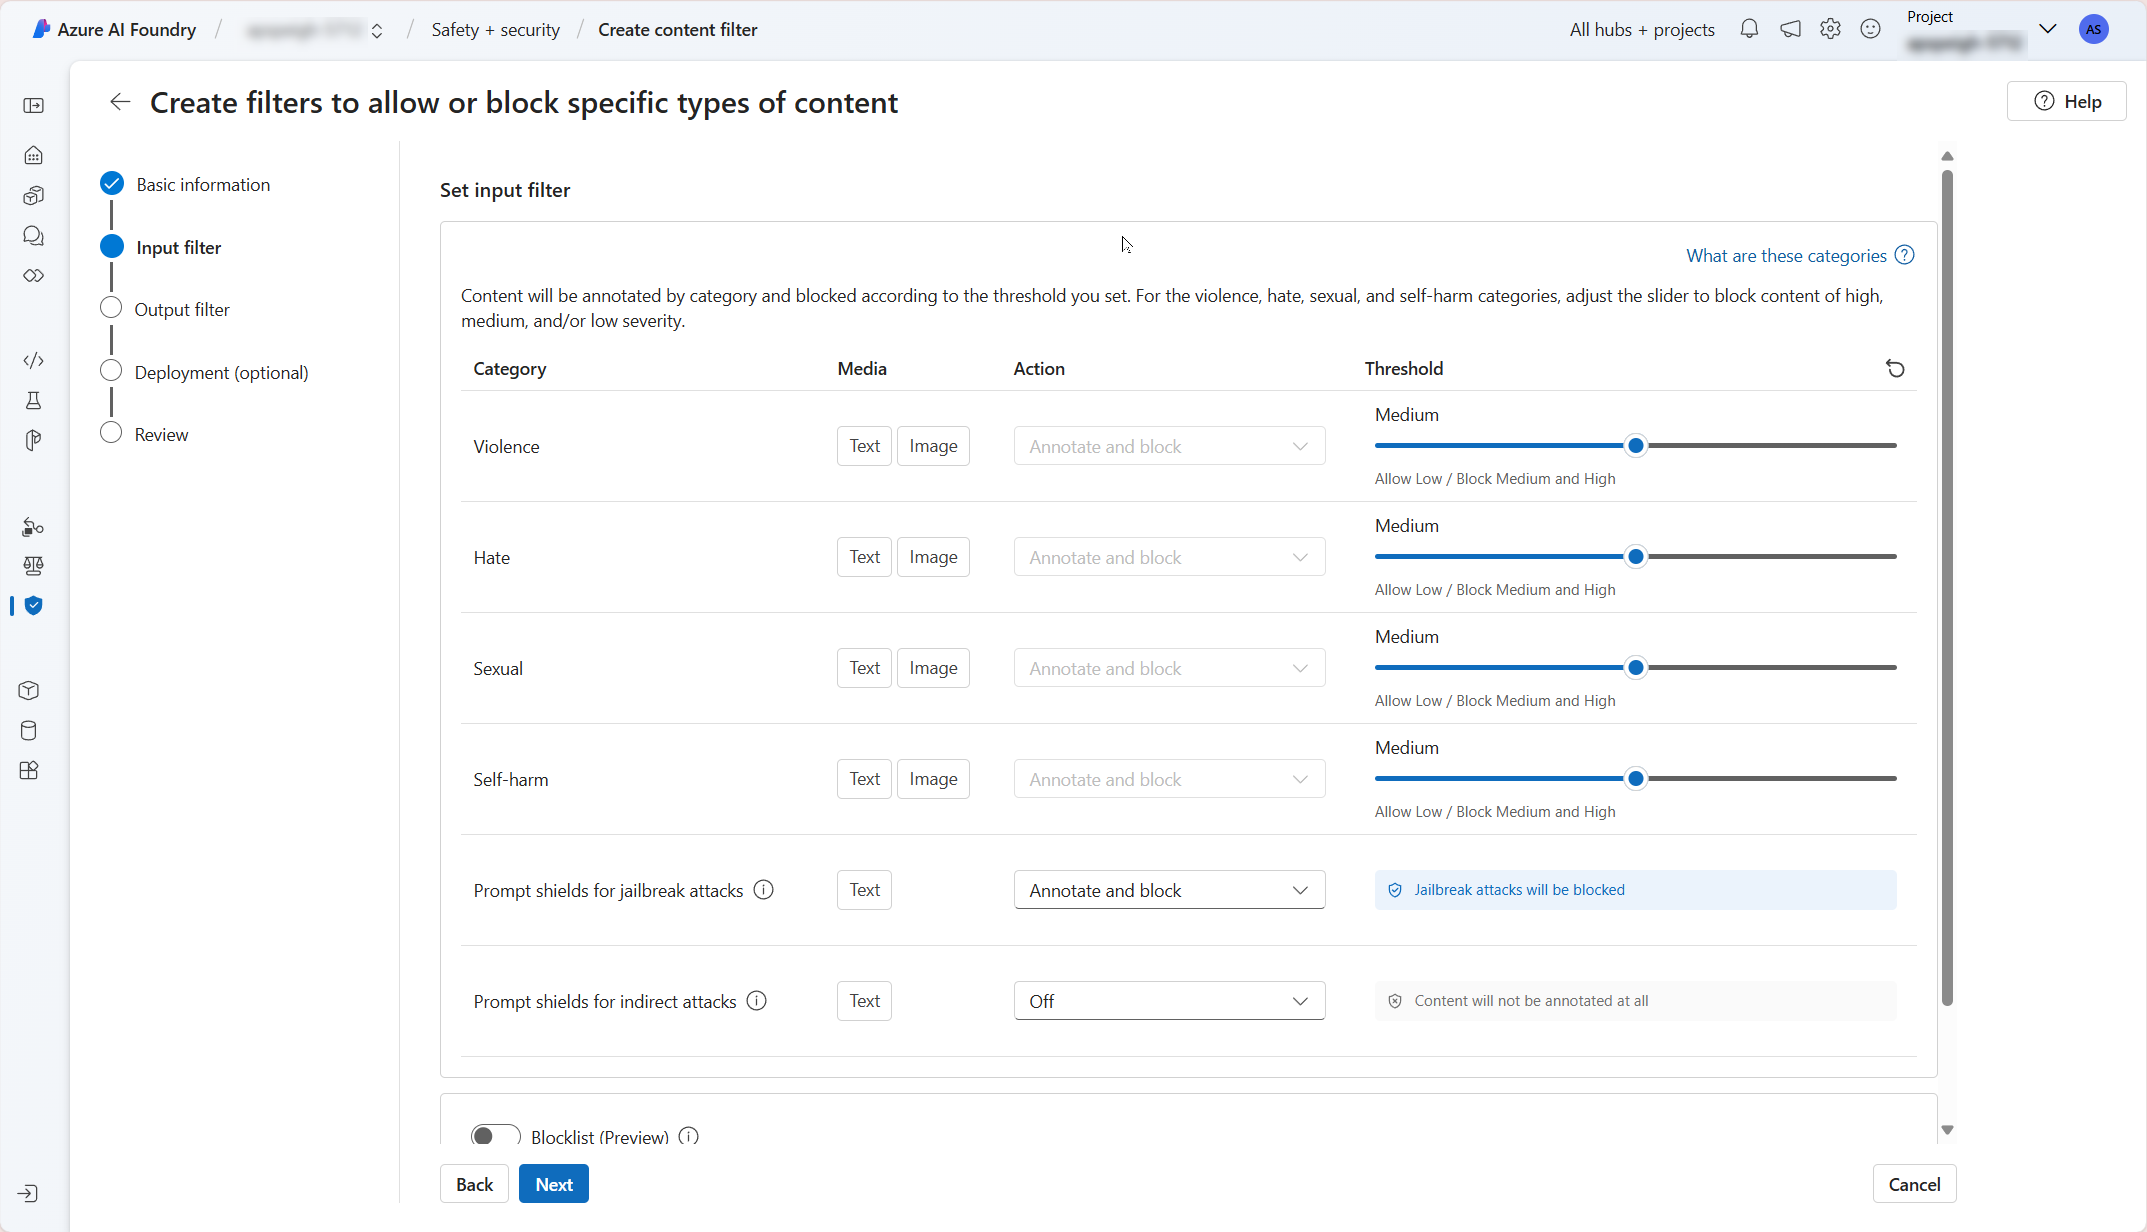 Azure AI Foundry / / Safety + security / Create content filter
All hubs + projects
Project
AS
Create filters to allow or block specific types of content
Help
Basic information
Input filter
Output filter
Deployment (optional)
Review
Set input filter
What are these categories
Content will be annotated by category and blocked according to the threshold you set. For the violence, hate, sexual, and self-harm categories, adjust the slider to block content of high,
medium, and/or low severity.
Category Media Action Threshold
Medium
Violence Text Image Annotate and block
Allow Low / Block Medium and High
Medium
Hate Text Image Annotate and block
Allow Low / Block Medium and High
Medium
Sexual Text Image Annotate and block
Allow Low / Block Medium and High
Medium
Self-harm Text Image Annotate and block
Allow Low / Block Medium and High
Prompt shields for jailbreak attacks Text Annotate and block Jailbreak attacks will be blocked
Prompt shields for indirect attacks Text Off Content will not be annotated at all
Blocklist (Preview)
Back Next Cancel